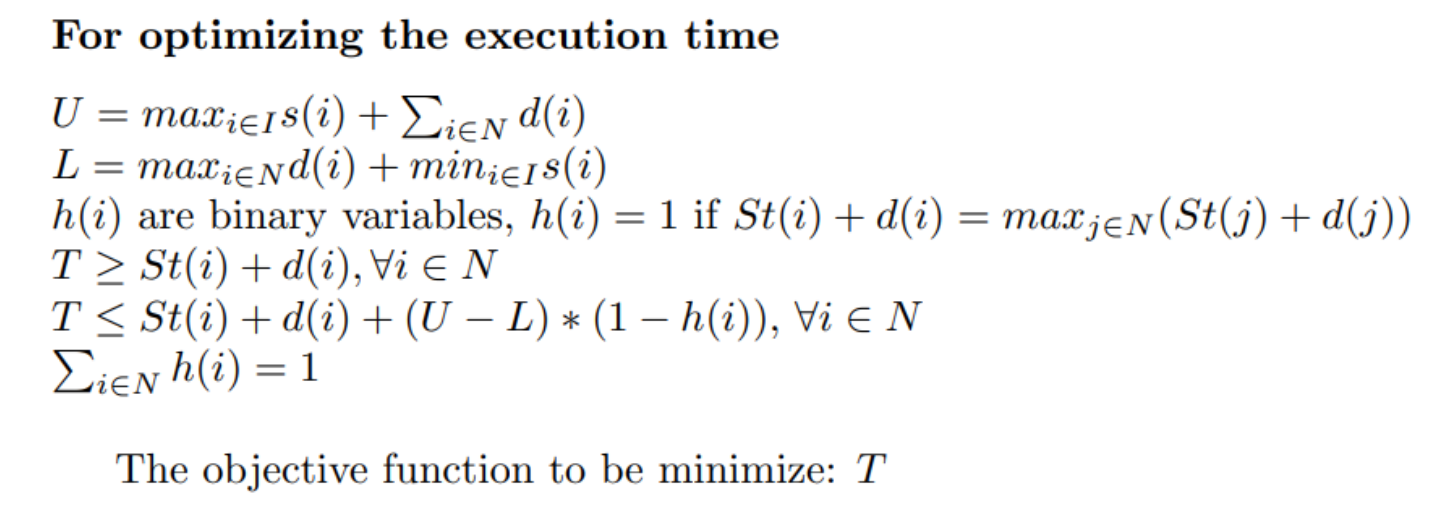 For optimizing the execution time
U = max_{i∈I}s(i) + ∑_{i∈N} d(i)
L = max_{i∈N}d(i) + min_{i∈I}s(i)
h(i) are binary variables, h(i) = 1 if St(i) + d(i) = max_{j∈N}(St(j) + d(j))
T ≥ St(i) + d(i), ∀i ∈ N
T ≤ St(i) + d(i) + (U − L) ∗ (1 − h(i)), ∀i ∈ N
∑_{i∈N} h(i) = 1
The objective function to be minimize: T